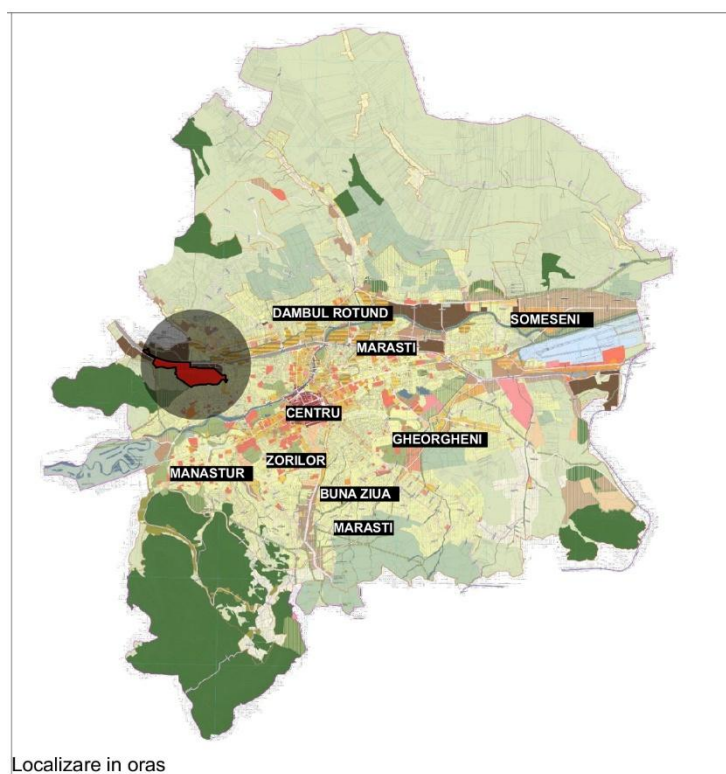 DAMBUL ROTUND
SOMESENI
MARASTI
CENTRU
GHEORGHENI
ZORILOR
MANASTUR
BUNA ZIUA
MARASTI
Localizare in oras